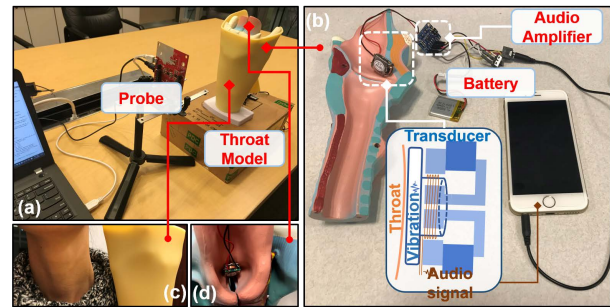 (a)
Probe
Throat
Model
(b)
Audio
Amplifier
Battery
Transducer
Throat
Vibration
Audio
signal
(c)
(d)